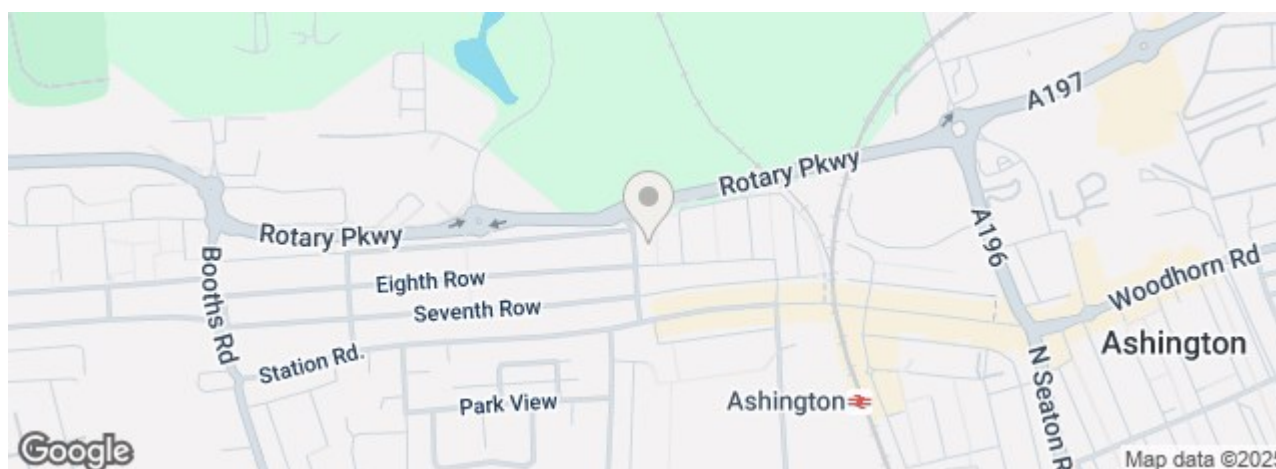 A197
Rotary Pkwy
Rotary Pkwy
A196
Booths Rd
Eighth Row
Woodhorn Rd
Seventh Row
Ashington
Station Rd.
N Seaton R
Park View
Ashington
Google
Map data ©2025